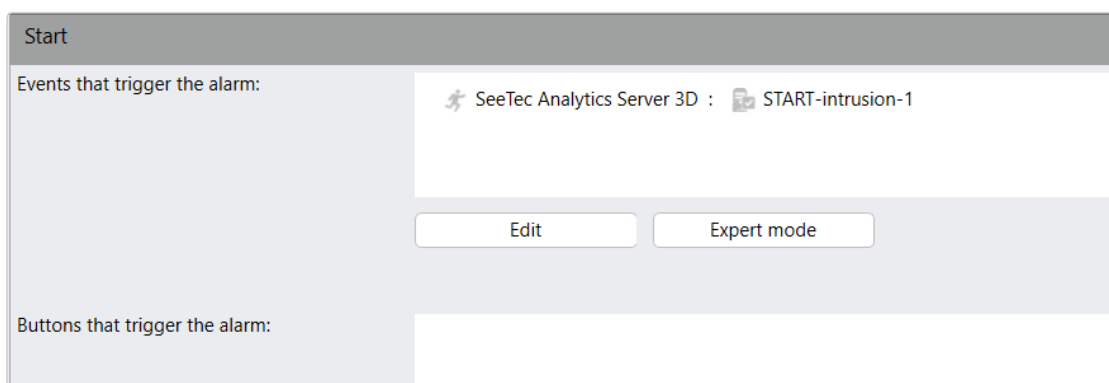 Start
Events that trigger the alarm:
SeeTec Analytics Server 3D : START-intrusion-1
Edit
Expert mode
Buttons that trigger the alarm: